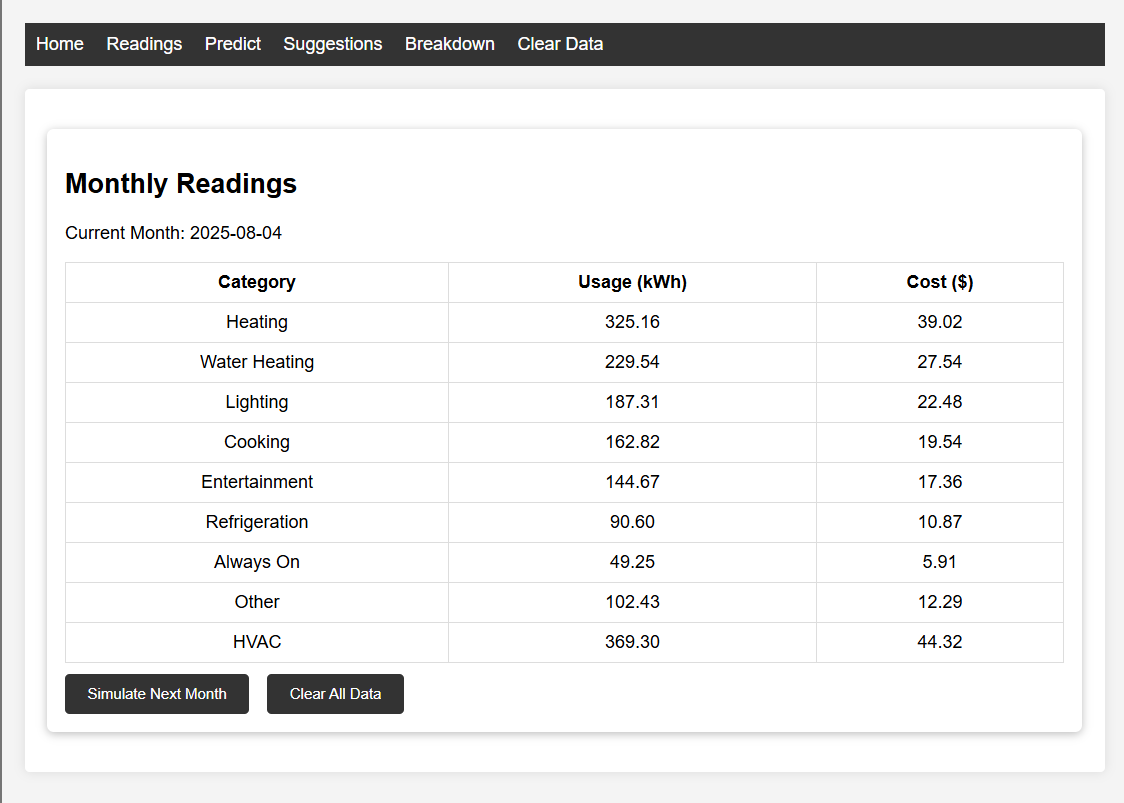 Home Readings Predict Suggestions Breakdown Clear Data
Monthly Readings
Current Month: 2025-08-04
Category Usage (kWh) Cost ($)
Heating 325.16 39.02
Water Heating 229.54 27.54
Lighting 187.31 22.48
Cooking 162.82 19.54
Entertainment 144.67 17.36
Refrigeration 90.60 10.87
Always On 49.25 5.91
Other 102.43 12.29
HVAC 369.30 44.32
Simulate Next Month Clear All Data